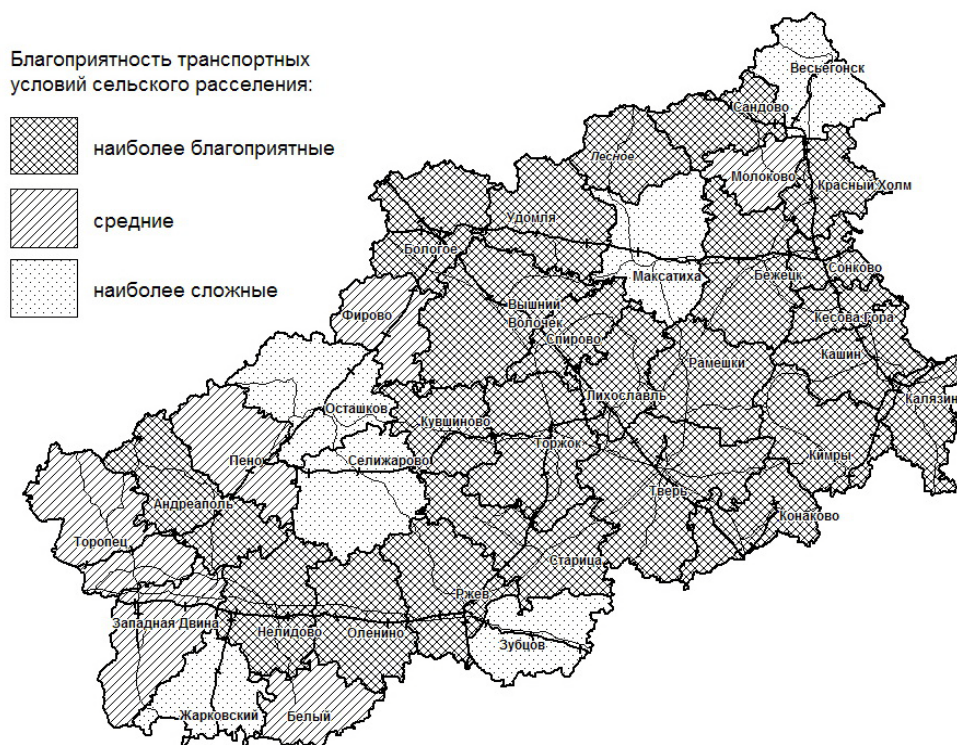 Благоприятность транспортных
условий сельского расселения:
наиболее благоприятные
средние
наиболее сложные
Весьегонск
Сандово
Лесное
Молоково
Красный Холм
Удомля
Бологое
Максатиха
Бежецк
Сонково
Фирово
Вышний
Волочек
Кесова Гора
Спирово
Кашин
Рамешки
Осташков
Лихославль
Калязин
Кувшиново
Торжок
Пено
Селижарово
Кимры
Тверь
Андреаполь
Конаково
Торопец
Старица
Ржев
Западная Двина
Нелидово
Оленино
Зубцов
Жарковский
Белый